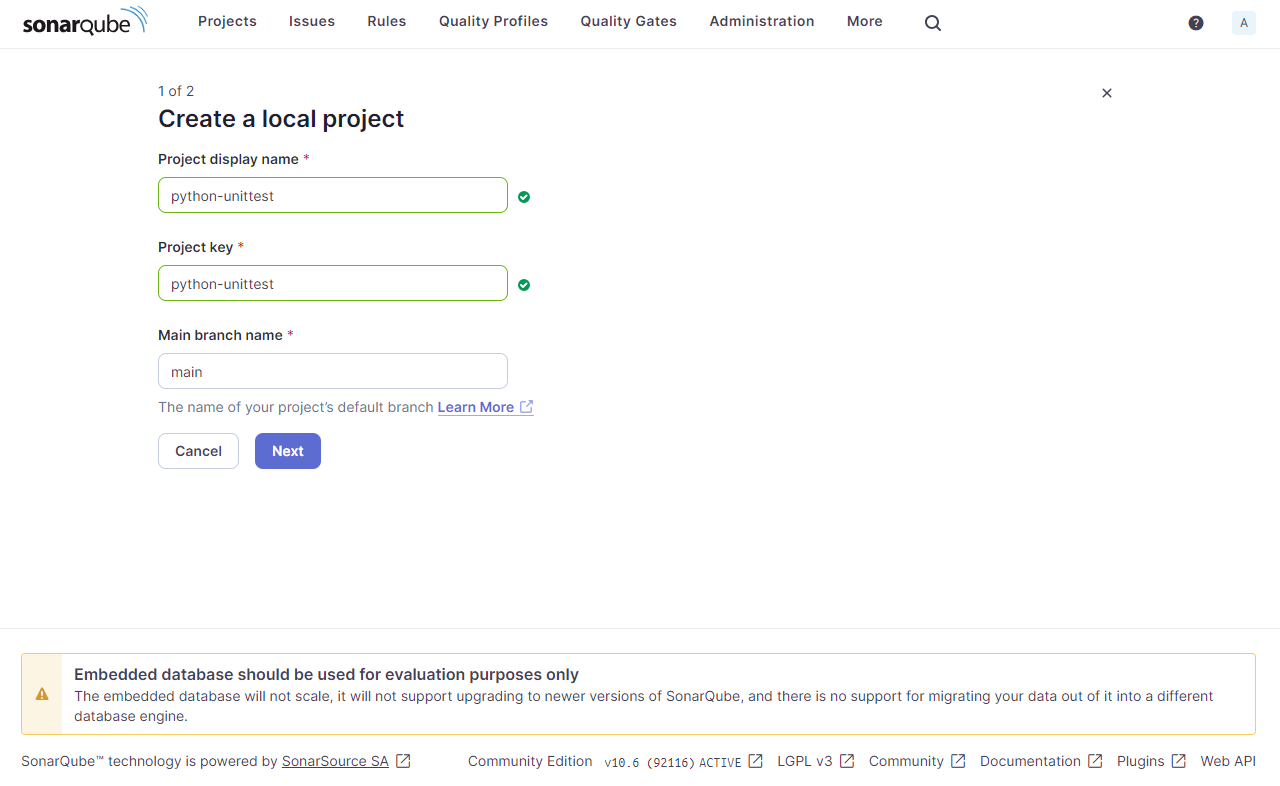 sonarqube Projects Issues Rules Quality Profiles Quality Gates Administration More ? A
1 of 2
Create a local project
Project display name *
python-unittest
Project key *
python-unittest
Main branch name *
main
The name of your project’s default branch Learn More
Cancel Next
Embedded database should be used for evaluation purposes only
The embedded database will not scale, it will not support upgrading to newer versions of SonarQube, and there is no support for migrating your data out of it into a different
database engine.
SonarQube™ technology is powered by SonarSource SA Community Edition v10.6 (92116) ACTIVE LGPL v3 Community Documentation Plugins Web API